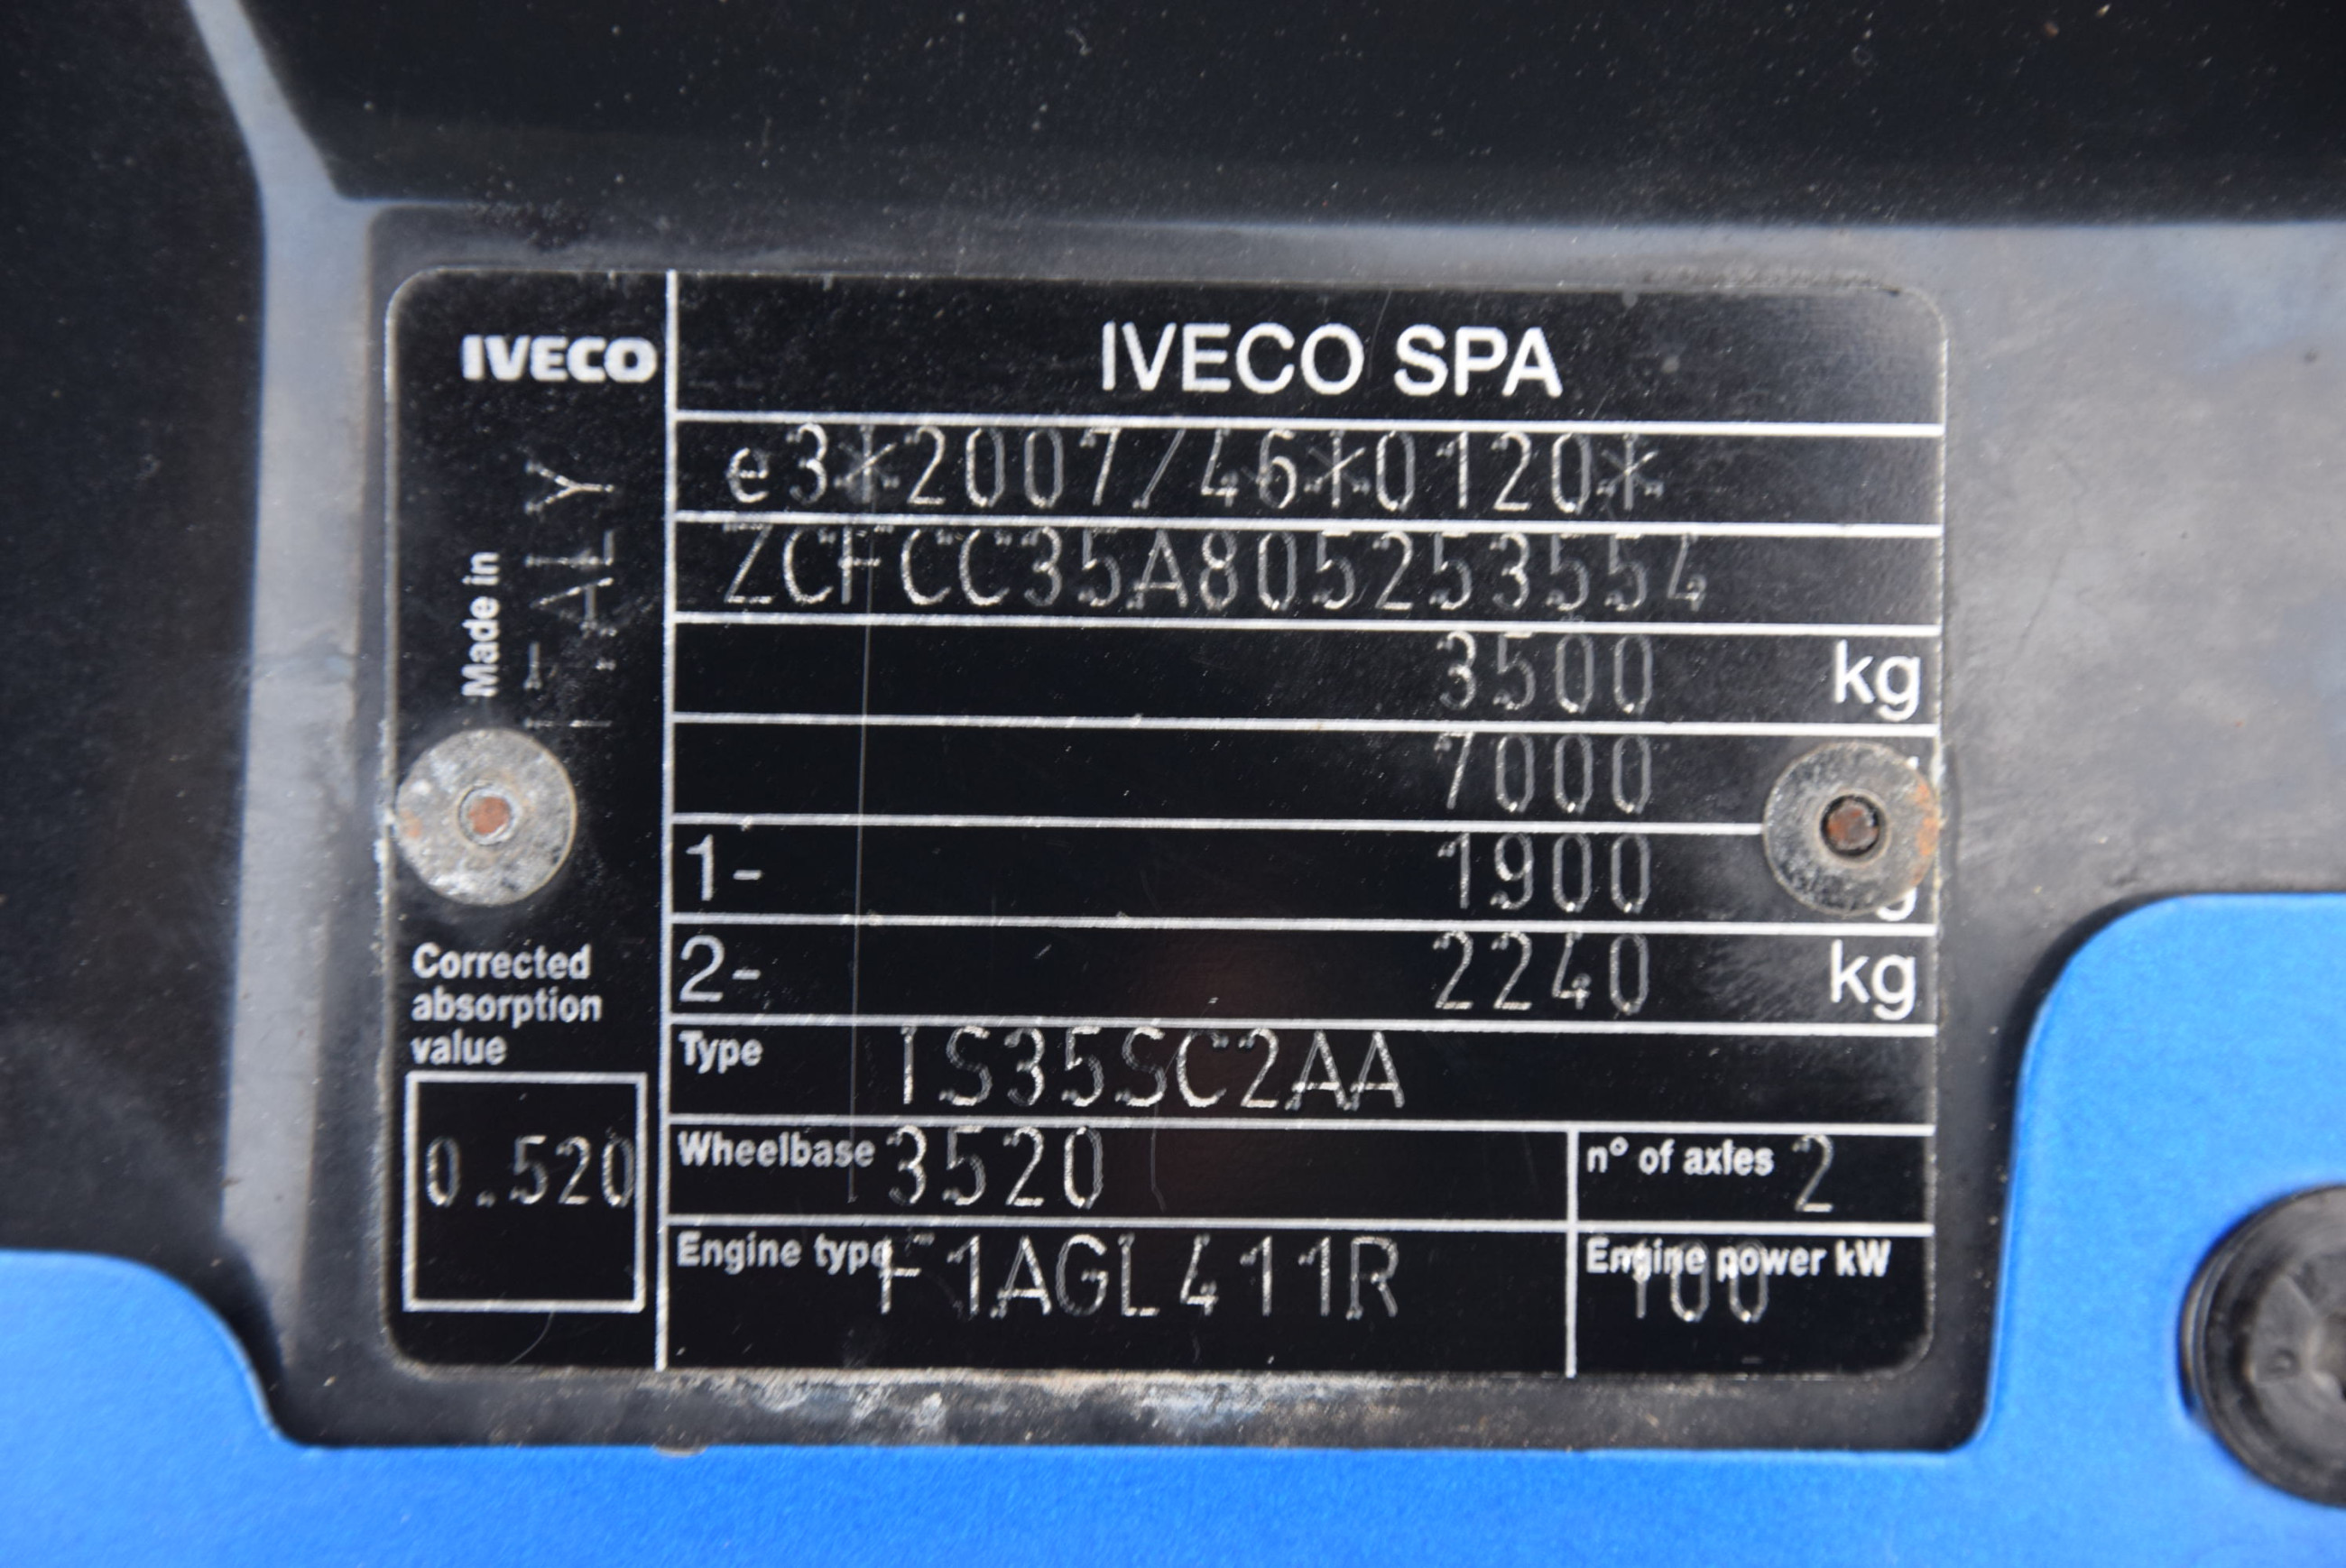 IVECO
IVECO SPA
Made in
ITALY
e3*2007/46*0120*
ZCFCC35A805253554
3500 kg
7000
1- 1900
2- 2240 kg
Corrected
absorption
value
0.520
Type IS35SC2AA
Wheelbase 3520
n° of axles 2
Engine type F1AGL411R
Engine power kW
100